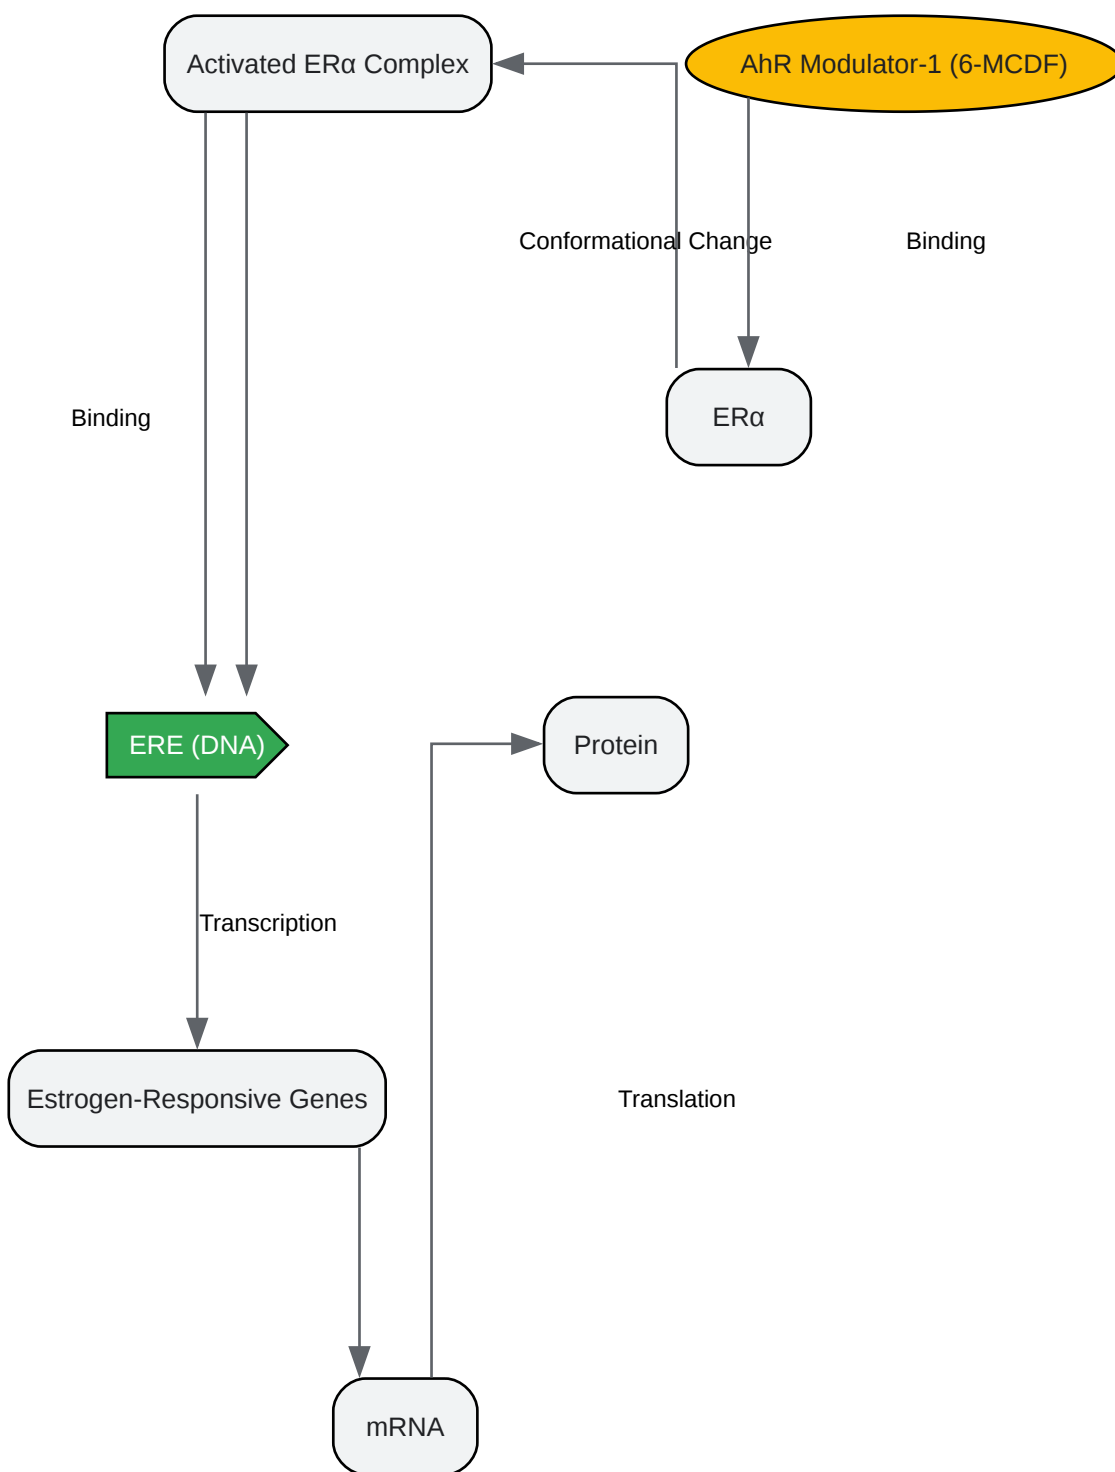 Activated ERα Complex
AhR Modulator-1 (6-MCDF)
Conformational Change
Binding
Binding
ERα
ERE (DNA)
Protein
Transcription
Estrogen-Responsive Genes
Translation
mRNA